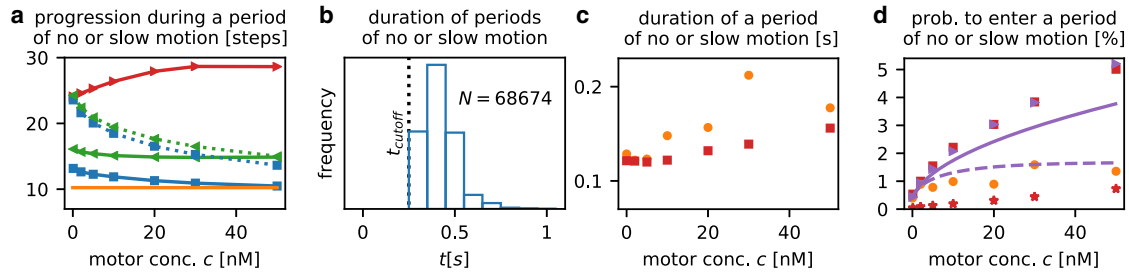 a
progression during a period
of no or slow motion [steps]
30
20
10
0
20
40
motor conc. c [nM]
b
duration of periods
of no or slow motion
frequency
t_cutoff
N = 68674
0.0
0.5
1
t[s]
c
duration of a period
of no or slow motion [s]
0.2
0.1
0
20
40
motor conc. c [nM]
d
prob. to enter a period
of no or slow motion [%]
5
4
3
2
1
0
0
20
40
motor conc. c [nM]